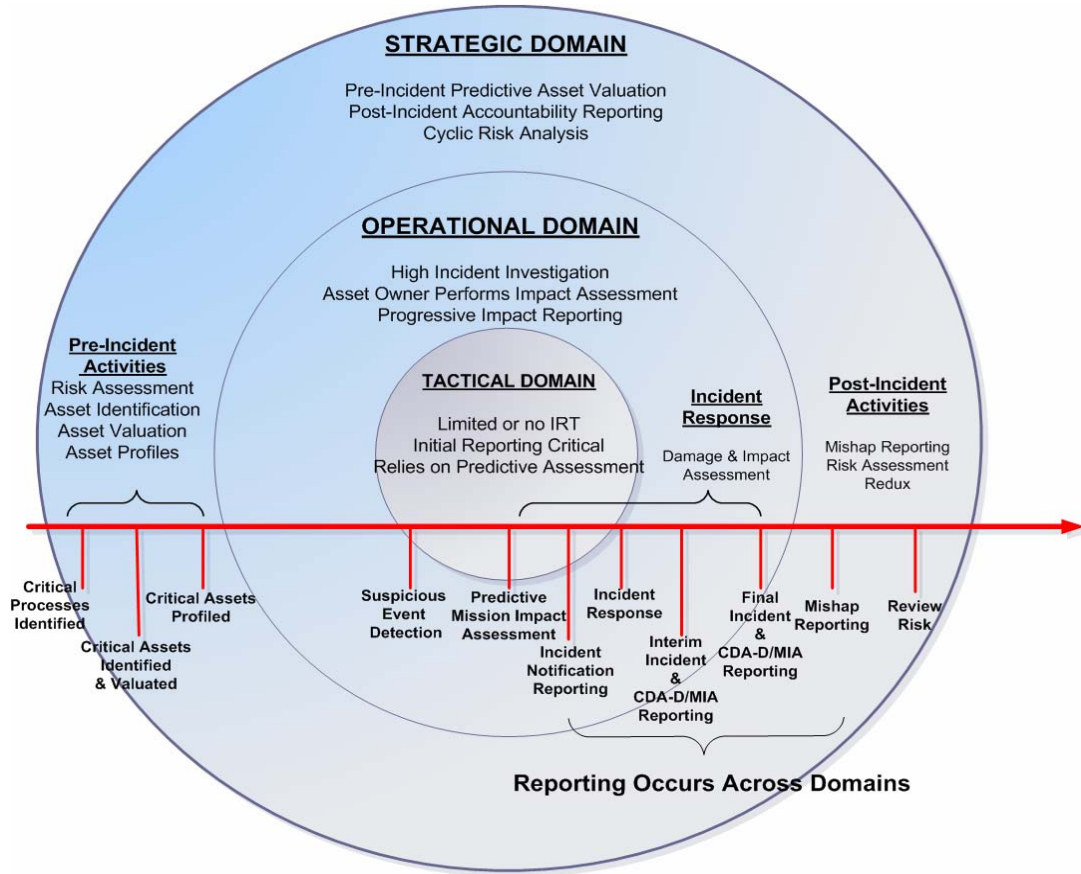 STRATEGIC DOMAIN
Pre-Incident Predictive Asset Valuation
Post-Incident Accountability Reporting
Cyclic Risk Analysis
OPERATIONAL DOMAIN
High Incident Investigation
Asset Owner Performs Impact Assessment
Progressive Impact Reporting
TACTICAL DOMAIN
Limited or no IRT
Initial Reporting Critical
Relies on Predictive Assessment
Pre-Incident
Activities
Risk Assessment
Asset Identification
Asset Valuation
Asset Profiles
Incident
Response
Damage & Impact
Assessment
Post-Incident
Activities
Mishap Reporting
Risk Assessment
Redux
Critical
Processes
Identified
Critical Assets
Identified
& Valuated
Critical Assets
Profiled
Suspicious
Event
Detection
Predictive
Mission Impact
Assessment
Incident
Notification
Reporting
Incident
Response
Interim
Incident
&
CDA-D/MIA
Reporting
Final
Incident
&
CDA-D/MIA
Reporting
Mishap
Reporting
Review
Risk
Reporting Occurs Across Domains